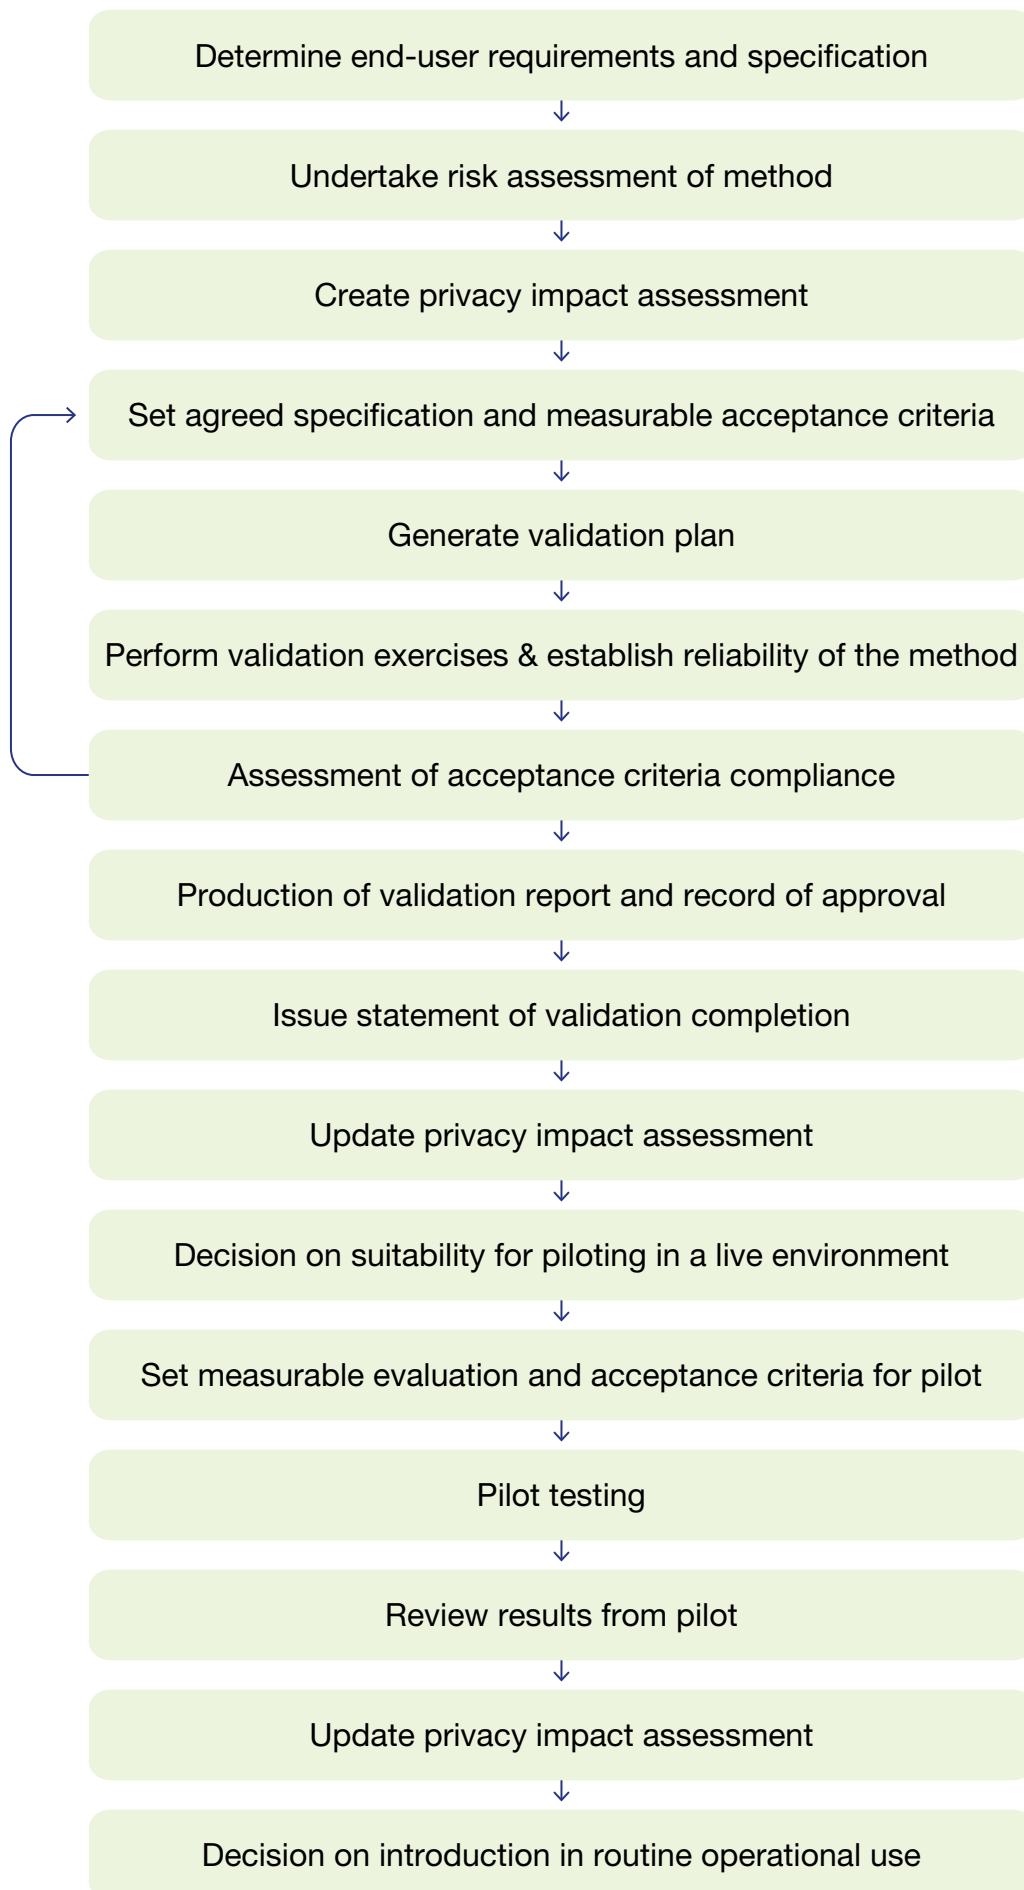 Determine end-user requirements and specification
Undertake risk assessment of method
Create privacy impact assessment
Set agreed specification and measurable acceptance criteria
Generate validation plan
Perform validation exercises & establish reliability of the method
Assessment of acceptance criteria compliance
Production of validation report and record of approval
Issue statement of validation completion
Update privacy impact assessment
Decision on suitability for piloting in a live environment
Set measurable evaluation and acceptance criteria for pilot
Pilot testing
Review results from pilot
Update privacy impact assessment
Decision on introduction in routine operational use